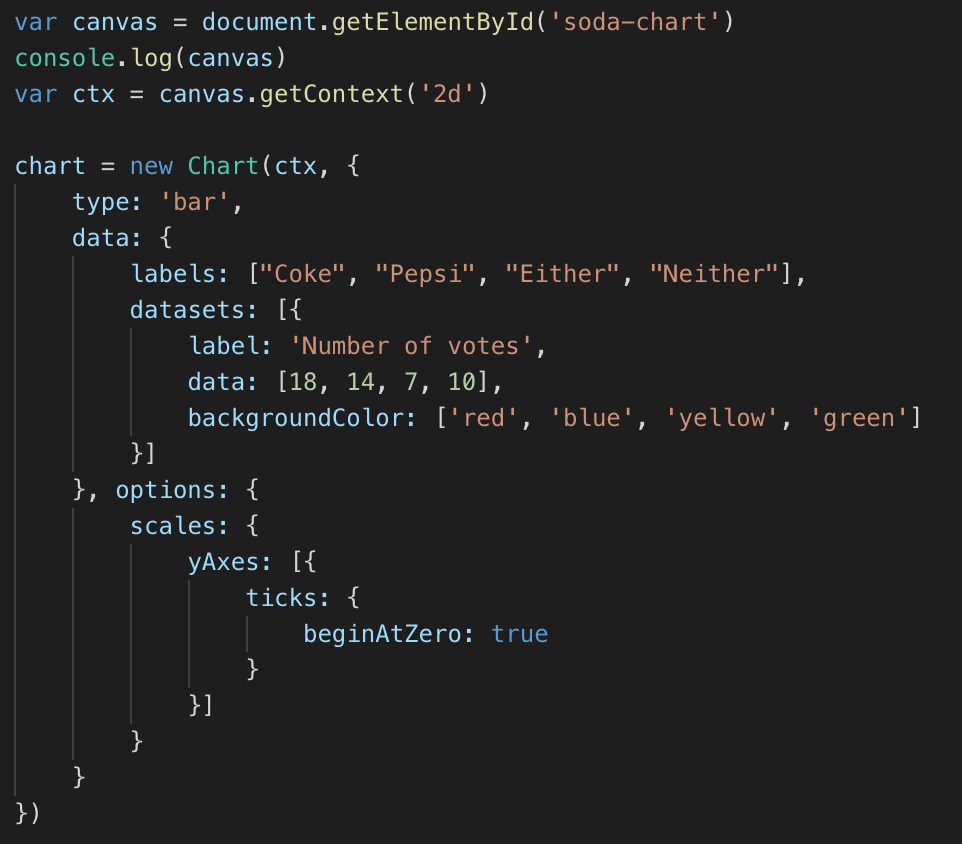 var canvas = document.getElementById('soda-chart')
console.log(canvas)
var ctx = canvas.getContext('2d')

chart = new Chart(ctx, {
    type: 'bar',
    data: {
        labels: ["Coke", "Pepsi", "Either", "Neither"],
        datasets: [{
            label: 'Number of votes',
            data: [18, 14, 7, 10],
            backgroundColor: ['red', 'blue', 'yellow', 'green']
        }]
    }, options: {
        scales: {
            yAxes: [{
                ticks: {
                    beginAtZero: true
                }
            }]
        }
    }
})